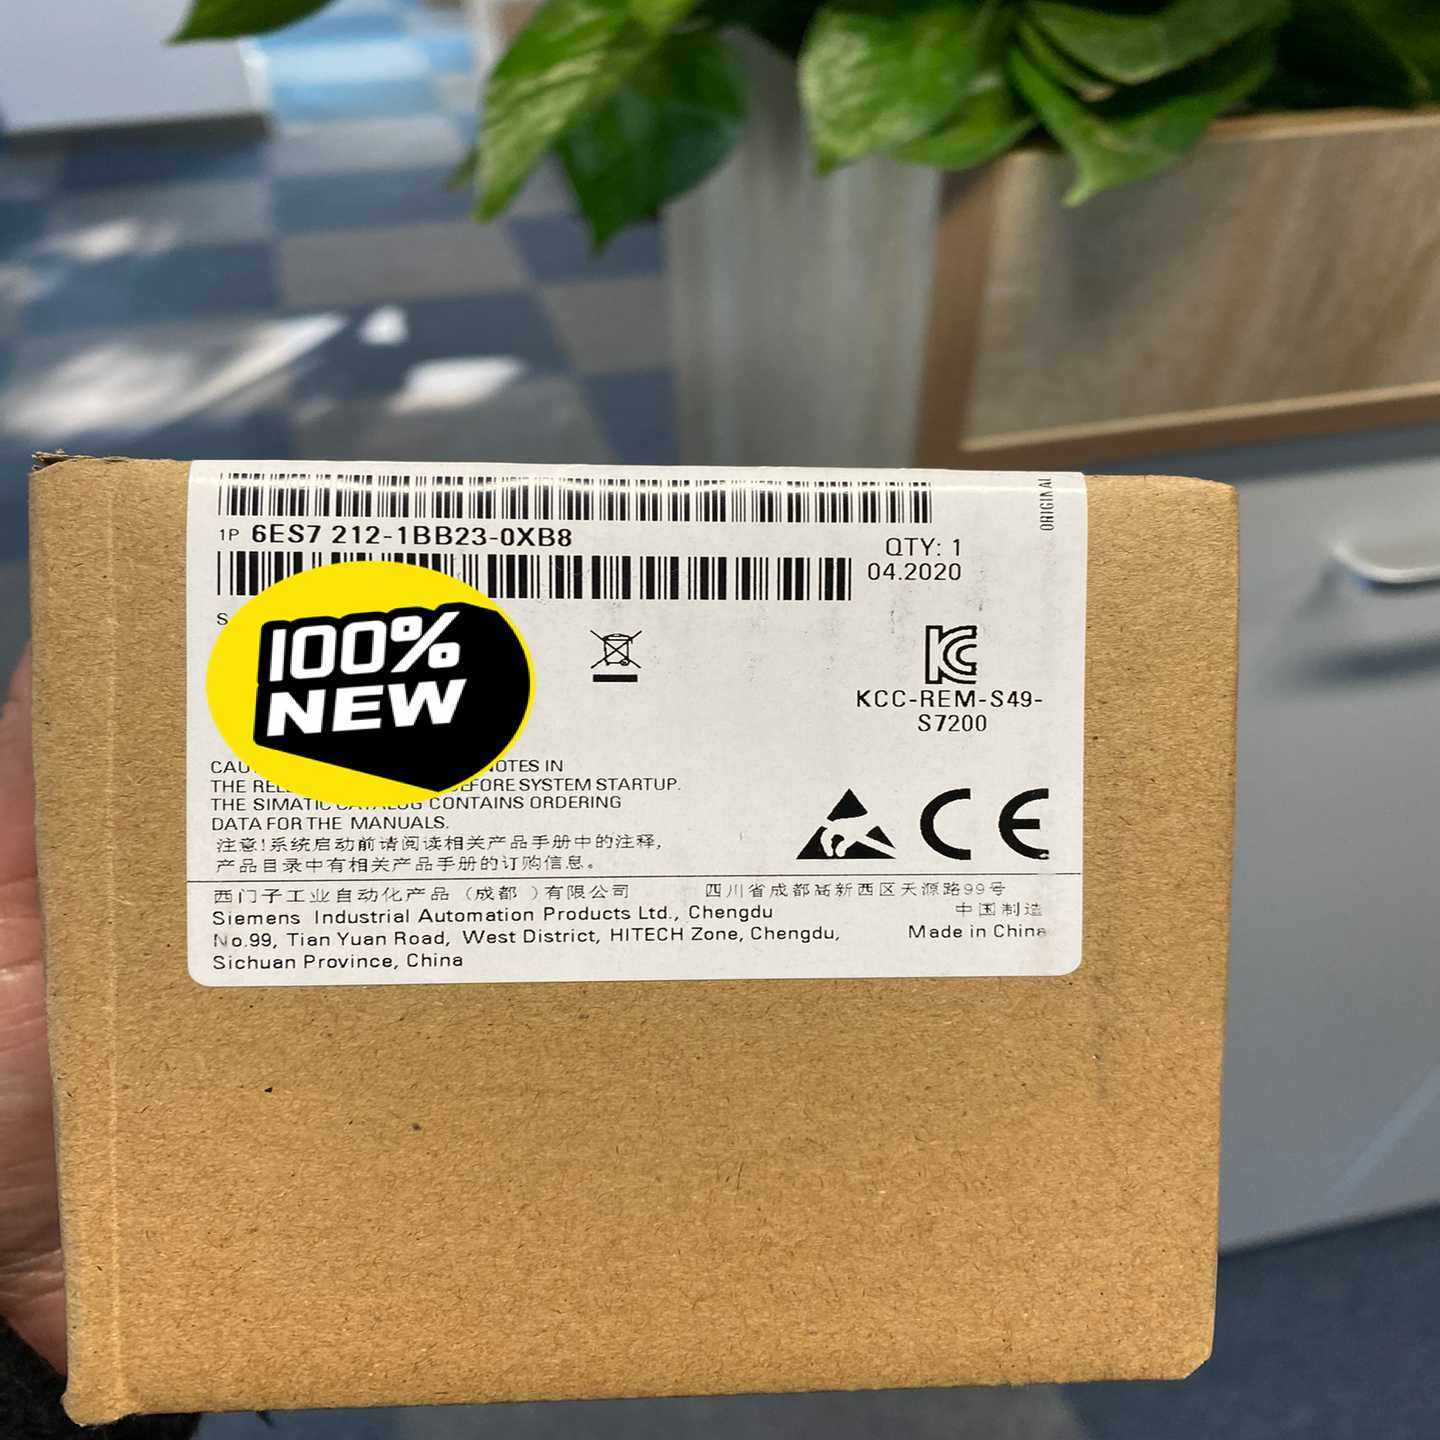 ORIGINAL
1P 6ES7 212-1BB23-0XB8
QTY: 1
04.2020
S
100%
NEW
KCC-REM-S49-
S7200
NOTES IN
THE BEFORE SYSTEM STARTUP.
THE SIMATIC CATALOG CONTAINS ORDERING
DATA FOR THE MANUALS.
注意!系统启动前请阅读相关产品手册中的注释,
产品目录中有相关产品手册的订购信息。
西门子工业自动化产品（成都）有限公司 四川省成都高新西区天源路99号
Siemens Industrial Automation Products Ltd., Chengdu 中国制造
No.99, Tian Yuan Road, West District, HITECH Zone, Chengdu, Made in China
Sichuan Province, China
CE